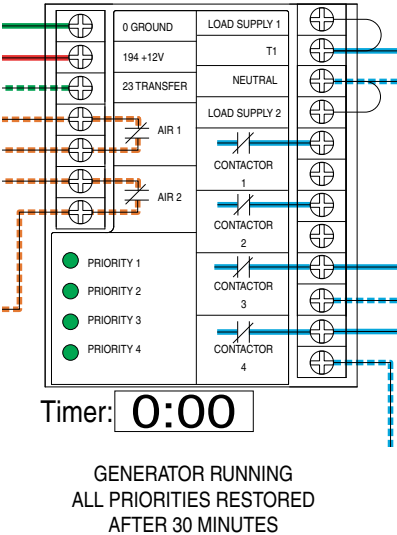 0 GROUND
194 +12V
23 TRANSFER
AIR 1
AIR 2
LOAD SUPPLY 1
T1
NEUTRAL
LOAD SUPPLY 2
CONTACTOR
1
CONTACTOR
2
CONTACTOR
3
CONTACTOR
4
PRIORITY 1
PRIORITY 2
PRIORITY 3
PRIORITY 4
Timer: 0:00
GENERATOR RUNNING
ALL PRIORITIES RESTORED
AFTER 30 MINUTES